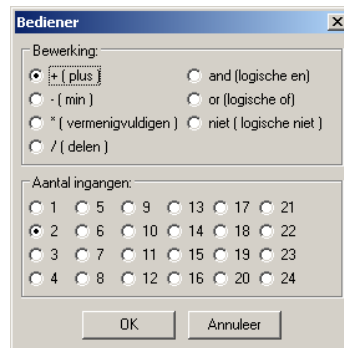 Bediener
Bewerking:
+ ( plus )
and (logische en)
- ( min )
or (logische of)
* ( vermenigvuldigen )
niet ( logische niet )
/ ( delen )
Aantal ingangen:
1 5 9 13 17 21
2 6 10 14 18 22
3 7 11 15 19 23
4 8 12 16 20 24
OK Annuleer